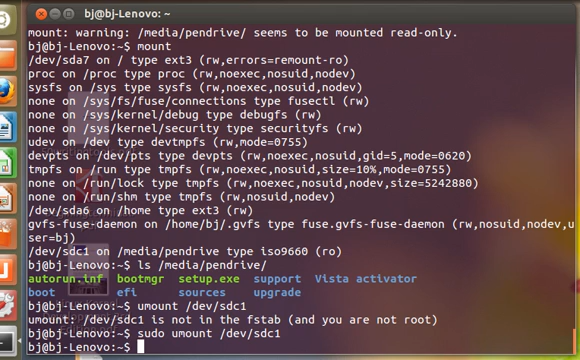 bj@bj-Lenovo: ~
mount: warning: /media/pendrive/ seems to be mounted read-only.
bj@bj-Lenovo:~$ mount
/dev/sda7 on / type ext3 (rw,errors=remount-ro)
proc on /proc type proc (rw,noexec,nosuid,nodev)
sysfs on /sys type sysfs (rw,noexec,nosuid,nodev)
none on /sys/fs/fuse/connections type fusectl (rw)
none on /sys/kernel/debug type debugfs (rw)
none on /sys/kernel/security type securityfs (rw)
udev on /dev type devtmpfs (rw,mode=0755)
devpts on /dev/pts type devpts (rw,noexec,nosuid,gid=5,mode=0620)
tmpfs on /run type tmpfs (rw,noexec,nosuid,size=10%,mode=0755)
none on /run/lock type tmpfs (rw,noexec,nosuid,nodev,size=5242880)
none on /run/shm type tmpfs (rw,nosuid,nodev)
/dev/sda6 on /home type ext3 (rw)
gvfs-fuse-daemon on /home/bj/.gvfs type fuse.gvfs-fuse-daemon (rw,nosuid,nodev,u
ser=bj)
/dev/sdc1 on /media/pendrive type iso9660 (ro)
bj@bj-Lenovo:~$ ls /media/pendrive/
autorun.inf bootmgr setup.exe support Vista activator
boot efi sources upgrade
bj@bj-Lenovo:~$ umount /dev/sdc1
umount: /dev/sdc1 is not in the fstab (and you are not root)
bj@bj-Lenovo:~$ sudo umount /dev/sdc1
bj@bj-Lenovo:~$